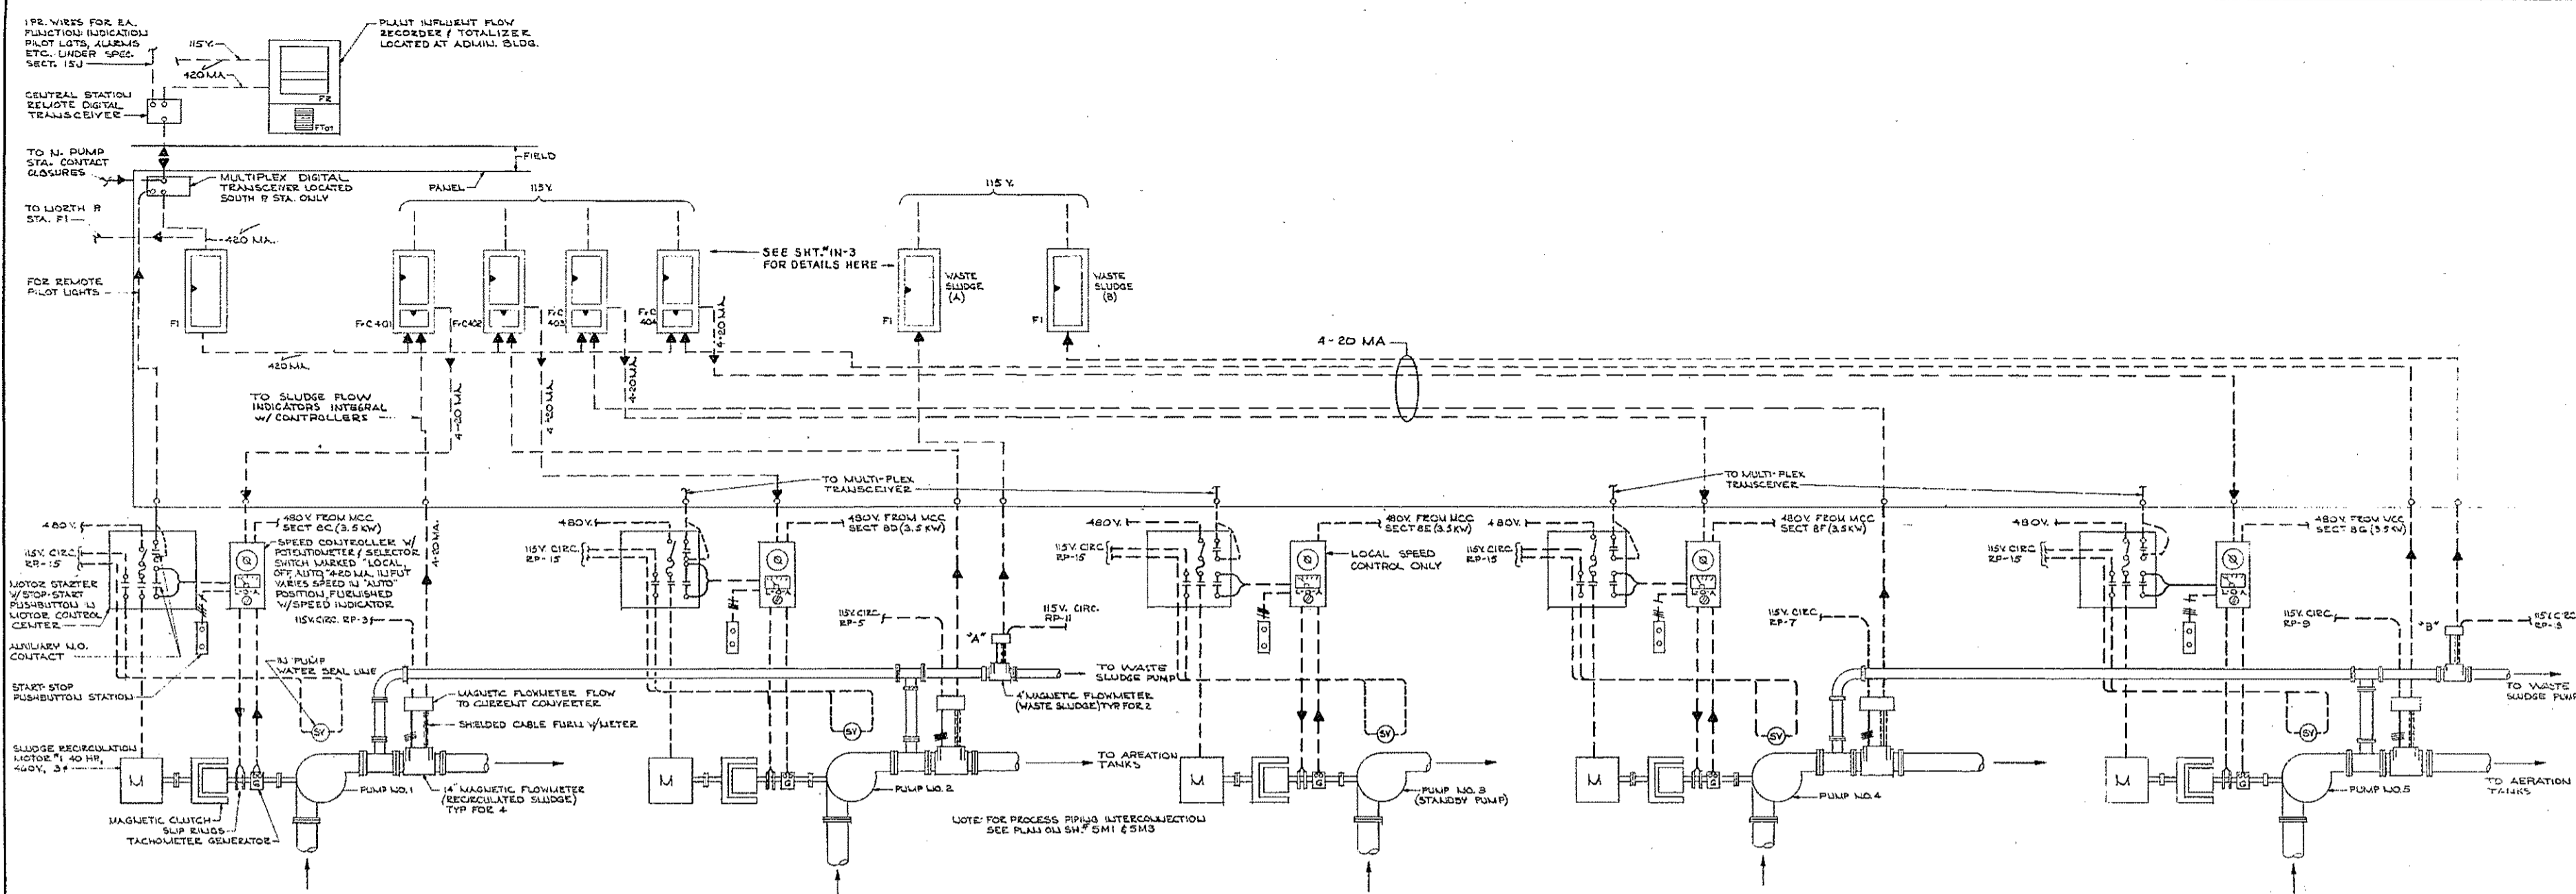 1 PR. WIRES FOR EA.
FUNCTION INDICATION
PILOT LGTS, ALARMS
ETC. UNDER SPEC.
SECT. 15J
115V.
420 MA
PLANT INFLUENT FLOW
RECORDER / TOTALIZER
LOCATED AT ADMIN. BLDG.
FR
FTOT
CENTRAL STATION
REMOTE DIGITAL
TRANSCEIVER
TO N. PUMP
STA. CONTACT
CLOSURES
FIELD
PANEL
MULTIPLEX DIGITAL
TRANSCEIVER LOCATED
SOUTH P STA. ONLY
TO NORTH P
STA. FI
420 MA.
115V.
115 V.
FOR REMOTE
PILOT LIGHTS
FI
FrC 401
FrC 402
FrC
403
FrC
404
SEE SHT.#IN-3
FOR DETAILS HERE
WASTE
SLUDGE
(A)
FI
WASTE
SLUDGE
(B)
FI
4-20 MA
420 MA.
4-20 MA.
4-20 MA.
4-20 MA.
4-20 MA
TO SLUDGE FLOW
INDICATORS INTEGRAL
W/ CONTROLLERS
4-20 MA.
TO MULTI-PLEX
TRANSCEIVER
TO MULTI-PLEX
TRANSCEIVER
480V.
480V. FROM MCC
SECT 8C (3.5 KW)
480V.
480V. FROM MCC
SECT 8D (3.5 KW)
480V.
480V. FROM MCC
SECT 8E (3.5 KW)
480V.
480V. FROM MCC
SECT 8F (3.5 KW)
480V.
480V. FROM MCC
SECT 8G (3.5 KW)
115V. CIRC.
RP-15
115V. CIRC
RP-15
115V. CIRC
RP-15
115V. CIRC
RP-15
115V. CIRC
RP-15
SPEED CONTROLLER W/
POTENTIOMETER / SELECTOR
SWITCH MARKED "LOCAL,
OFF, AUTO" 4-20 MA. INPUT
VARIES SPEED IN "AUTO"
POSITION, FURNISHED
W/SPEED INDICATOR
LOCAL SPEED
CONTROL ONLY
MOTOR STARTER
W/STOP-START
PUSHBUTTON IN
MOTOR CONTROL
CENTER
AUXILIARY N.O.
CONTACT
START-STOP
PUSHBUTTON STATION
115V. CIRC. RP-3
115V. CIRC.
RP-5
"A"
115V. CIRC.
RP-11
115V. CIRC
RP-7
115V. CIRC
RP-9
"B"
IN PUMP
WATER SEAL LINE
MAGNETIC FLOWMETER FLOW
TO CURRENT CONVERTER
SHIELDED CABLE FURN W/METER
TO WASTE
SLUDGE PUMP
4" MAGNETIC FLOWMETER
(WASTE SLUDGE) TYP FOR 2
TO WASTE
SLUDGE PUMP
SV
SV
SV
SV
SV
SLUDGE RECIRCULATION
MOTOR #1 40 HP,
460V, 3ϕ
M
G
M
G
M
G
M
G
M
G
PUMP NO. 1
PUMP NO. 2
PUMP NO. 3
(STANDBY PUMP)
PUMP NO. 4
PUMP NO. 5
14" MAGNETIC FLOWMETER
(RECIRCULATED SLUDGE)
TYP FOR 4
TO AREATION
TANKS
TO AERATION
TANKS
MAGNETIC CLUTCH
SLIP RINGS
TACHOMETER GENERATOR
NOTE: FOR PROCESS PIPING INTERCONNECTION
SEE PLAN ON SH.# 5M1 & 5M3